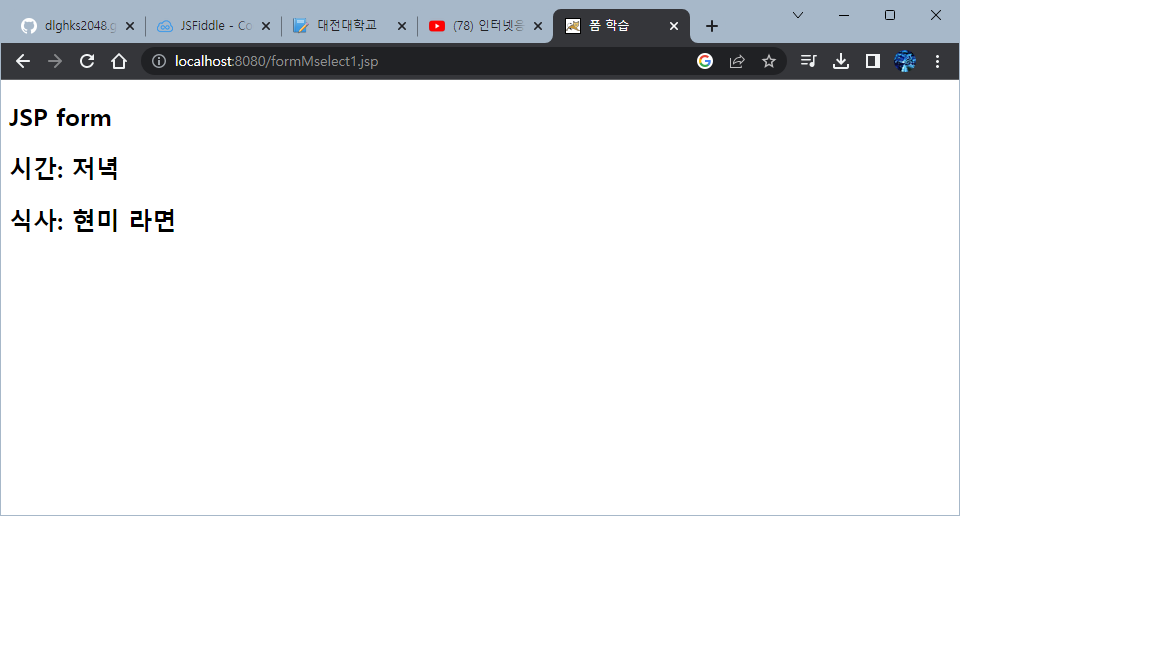 dlghks2048.g
JSFiddle - Co
대전대학교
(78) 인터넷응
폼 학습
localhost:8080/formMselect1.jsp
JSP form
시간: 저녁
식사: 현미 라면